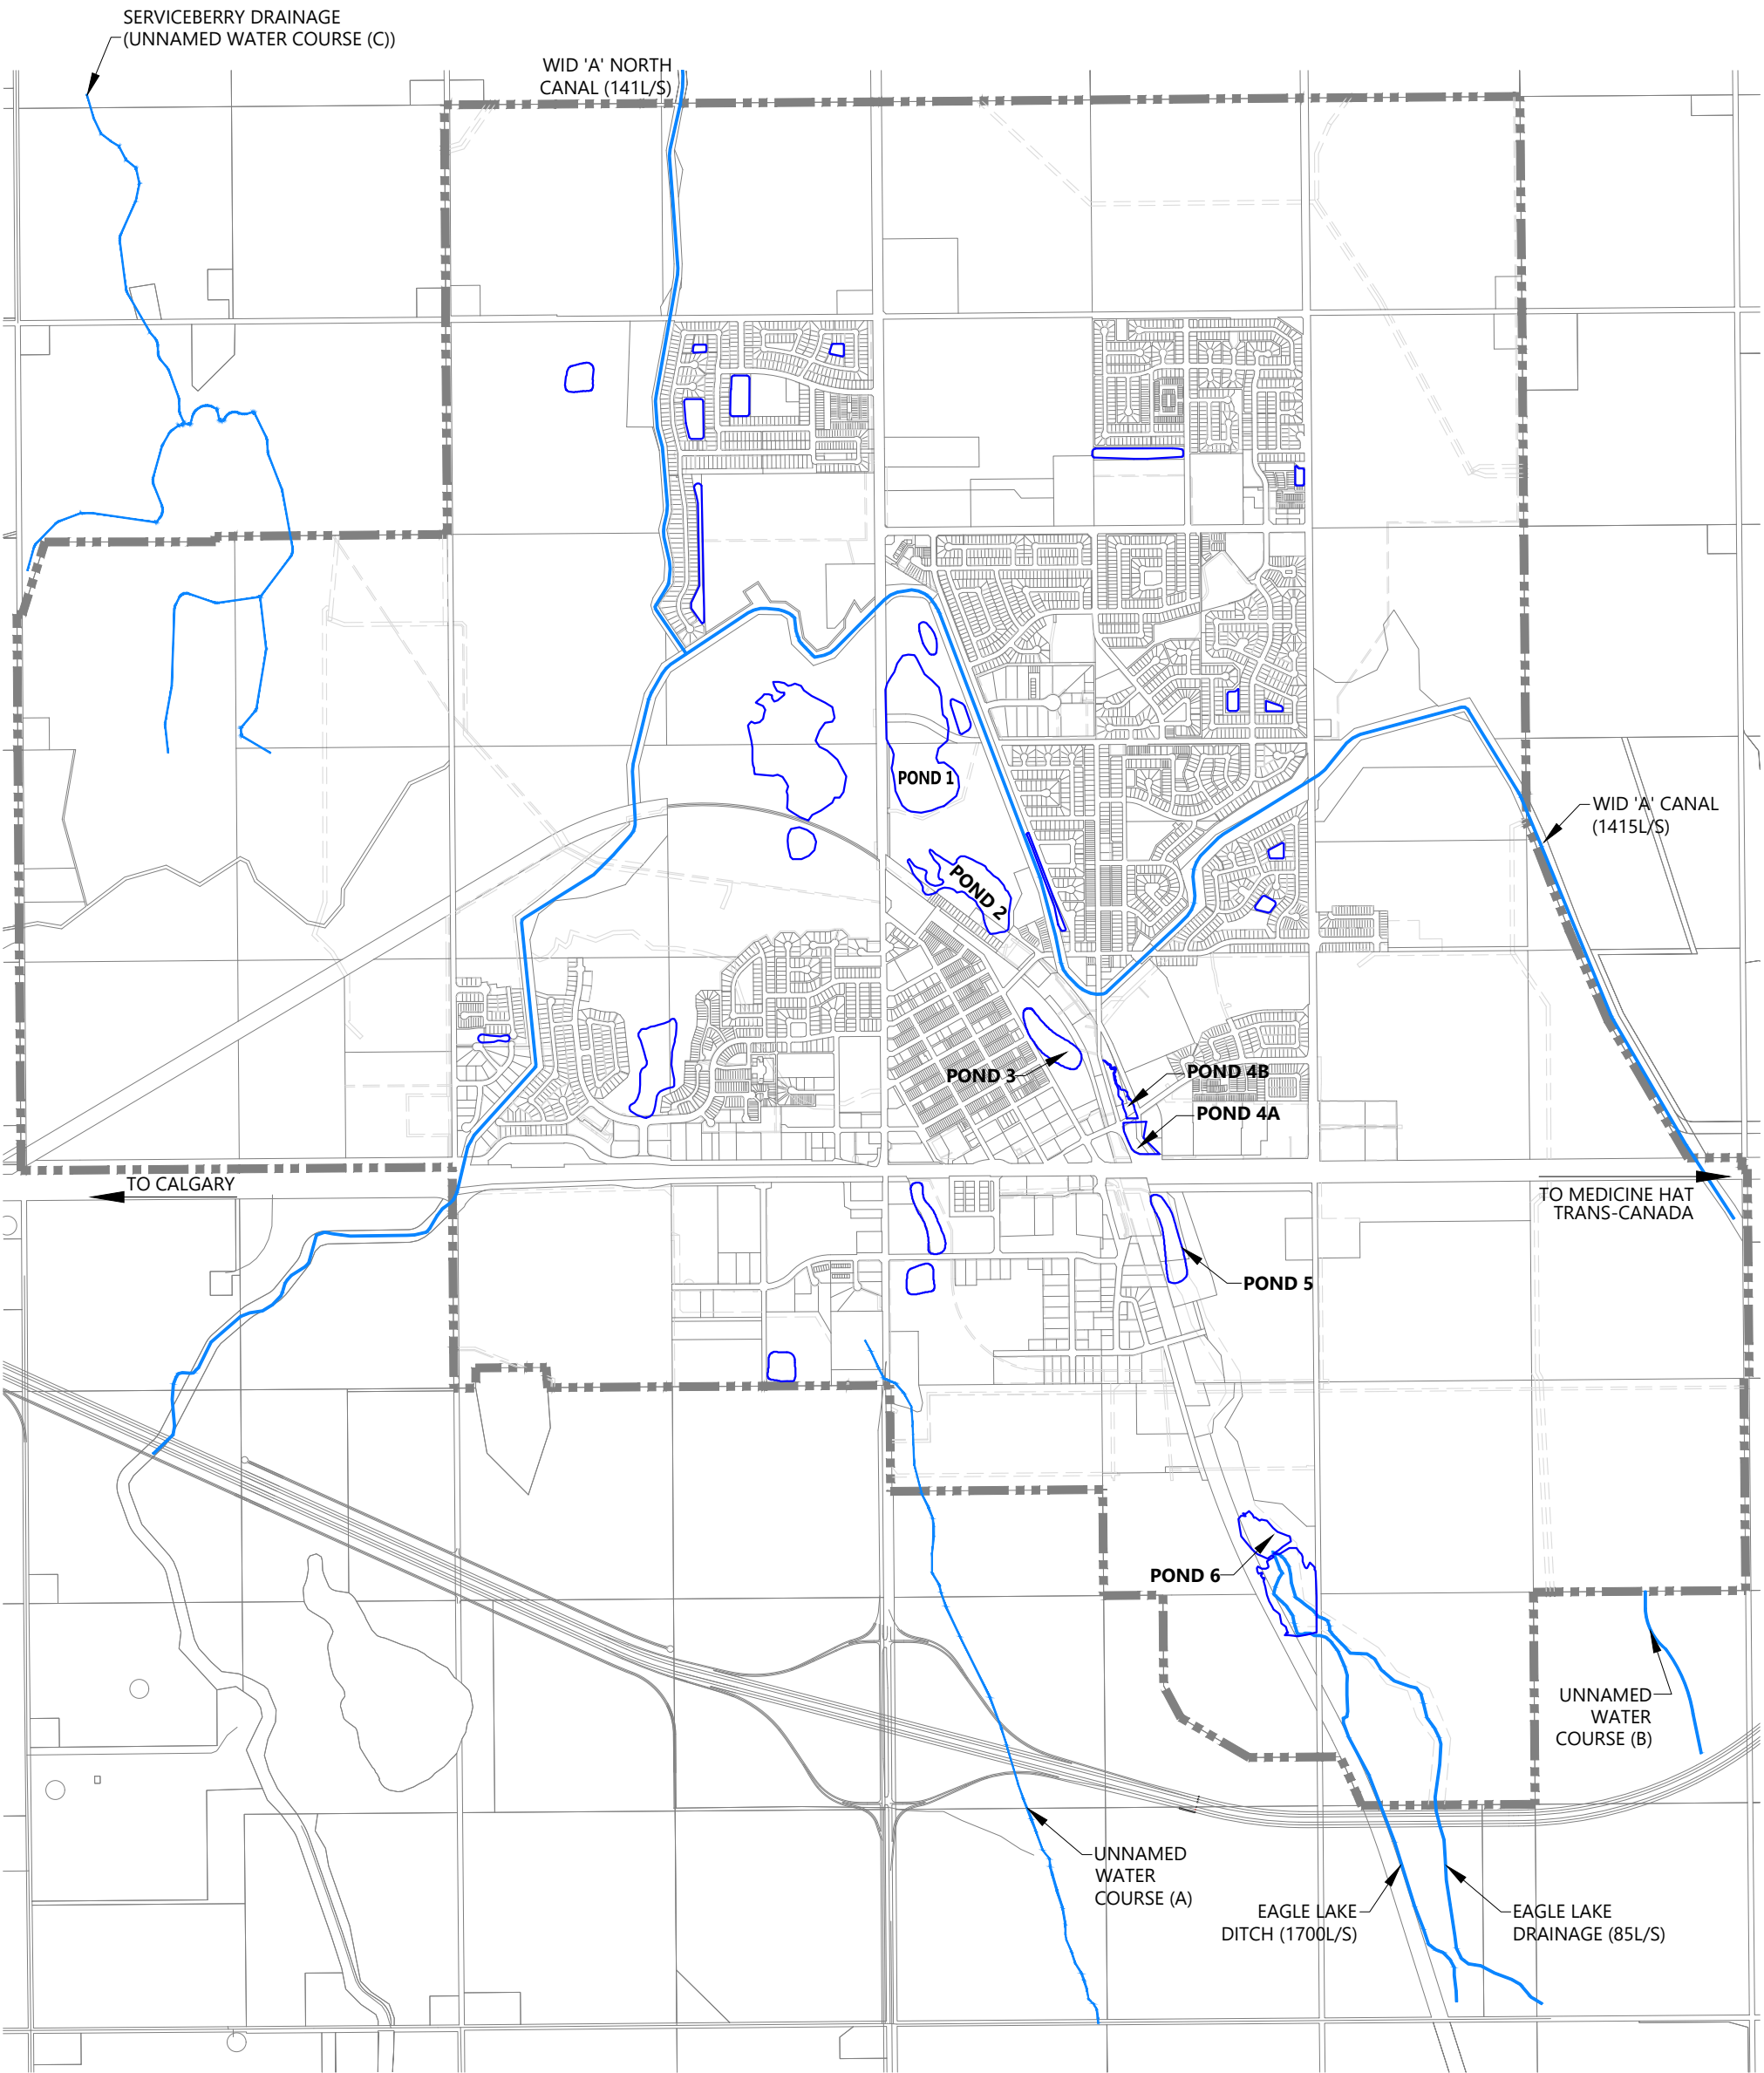 SERVICEBERRY DRAINAGE
(UNNAMED WATER COURSE (C))
WID 'A' NORTH
CANAL (141L/S)
POND 1
WID 'A' CANAL
(1415L/S)
POND 2
POND 3
POND 4B
POND 4A
TO CALGARY
TO MEDICINE HAT
TRANS-CANADA
POND 5
POND 6
UNNAMED
WATER
COURSE (B)
UNNAMED
WATER
COURSE (A)
EAGLE LAKE
DITCH (1700L/S)
EAGLE LAKE
DRAINAGE (85L/S)